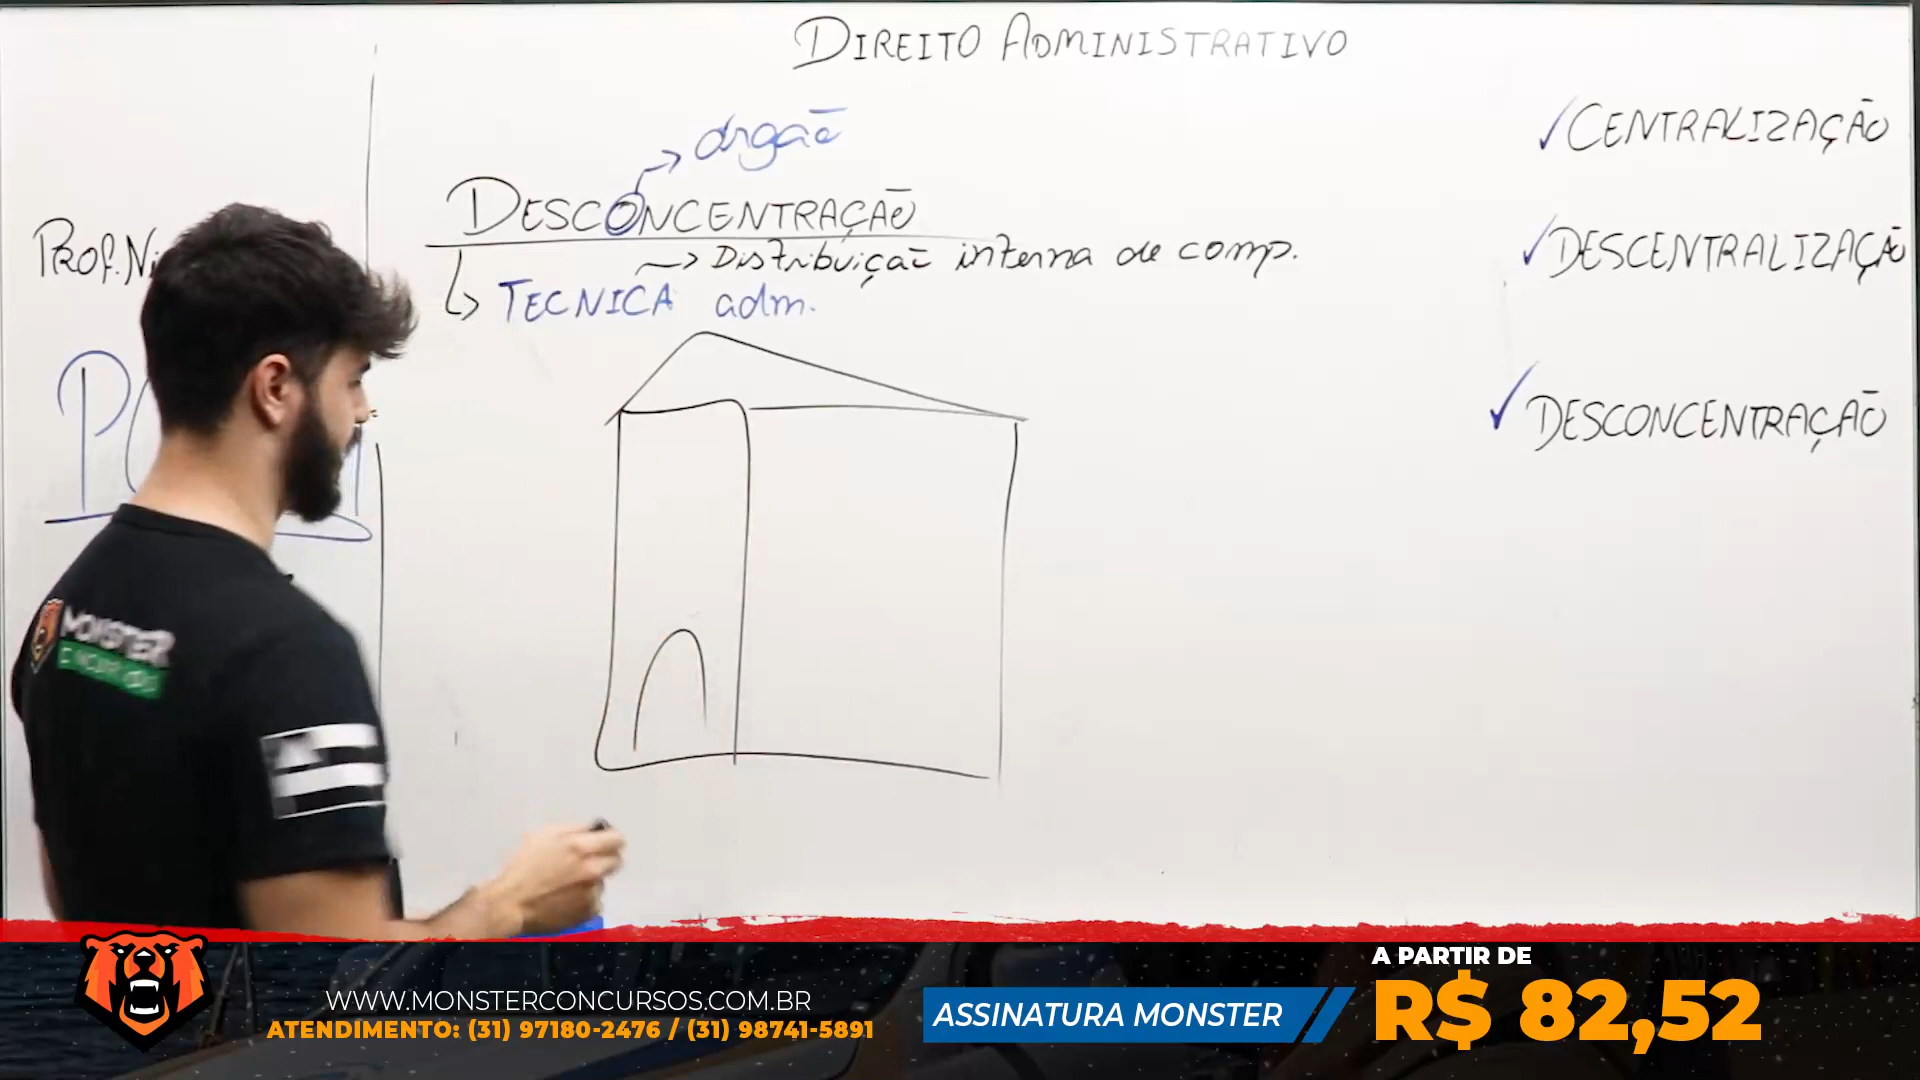 DIREITO ADMINISTRATIVO
órgão
DESCONCENTRAÇÃO
Distribuição interna de comp.
TECNICA adm.
CENTRALIZAÇÃO
DESCENTRALIZAÇÃO
DESCONCENTRAÇÃO
PROF.
MONSTER
WWW.MONSTERCONCURSOS.COM.BR
ATENDIMENTO: (31) 97180-2476 / (31) 98741-5891
ASSINATURA MONSTER
A PARTIR DE
R$ 82,52